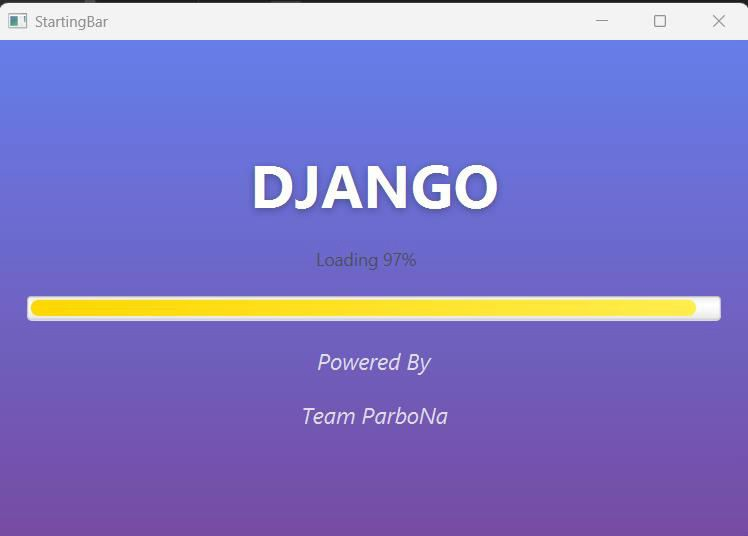 StartingBar
DJANGO
Loading 97%
Powered By
Team ParboNa